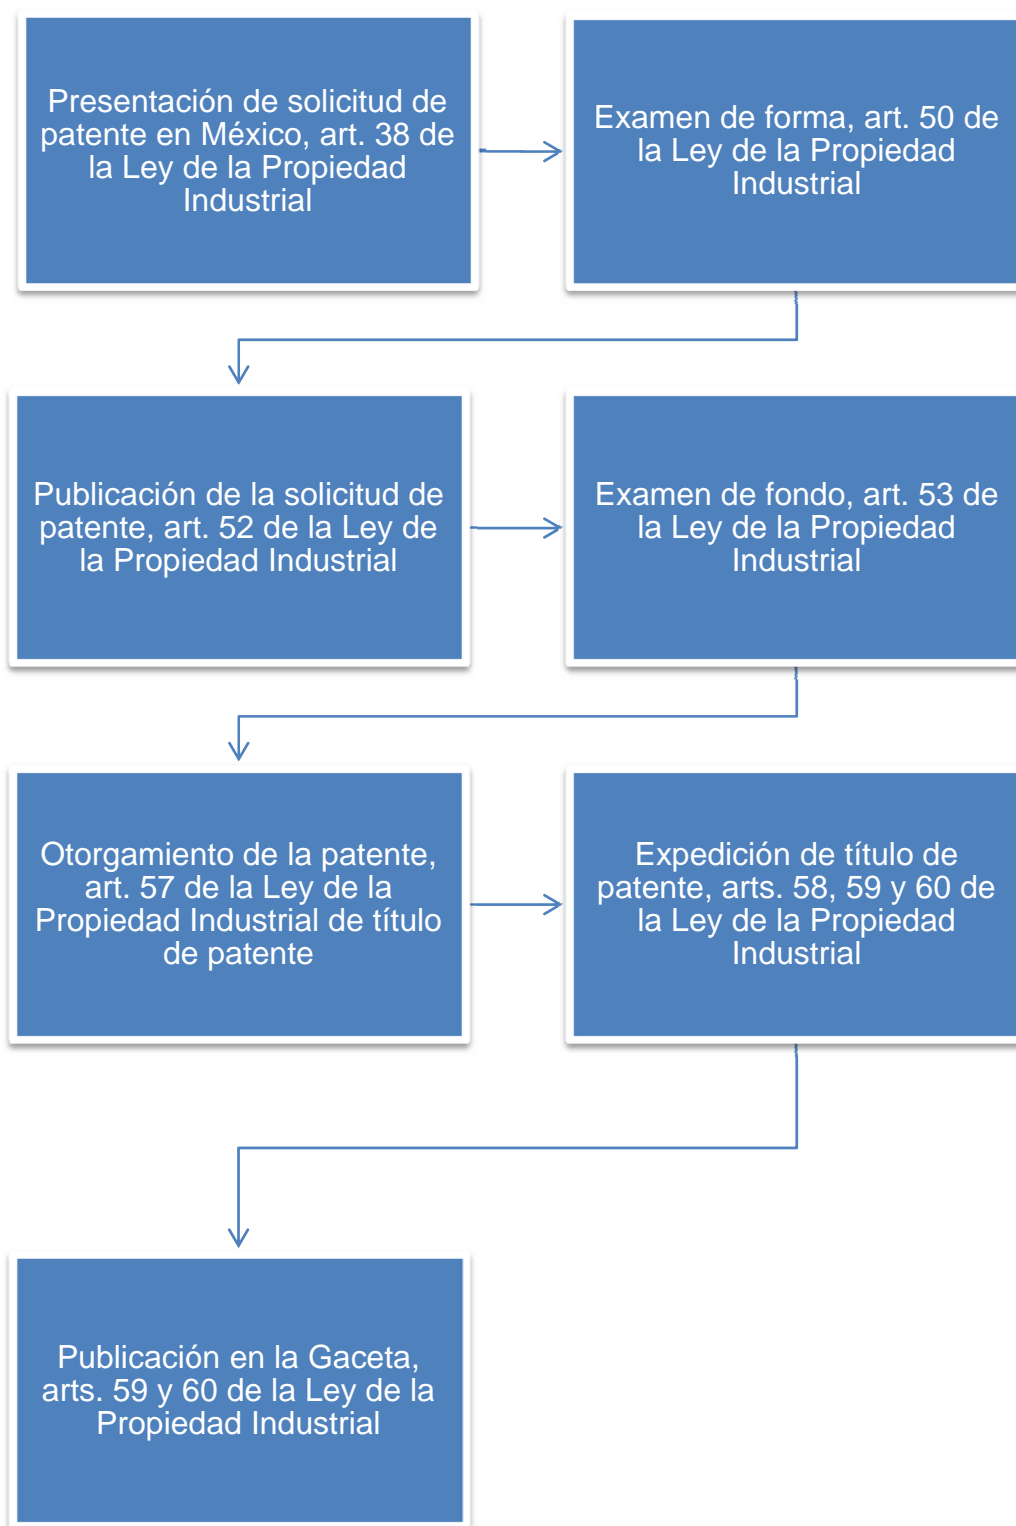 Presentación de solicitud de
patente en México, art. 38 de
la Ley de la Propiedad
Industrial
Examen de forma, art. 50 de
la Ley de la Propiedad
Industrial
Publicación de la solicitud de
patente, art. 52 de la Ley de
la Propiedad Industrial
Examen de fondo, art. 53 de
la Ley de la Propiedad
Industrial
Otorgamiento de la patente,
art. 57 de la Ley de la
Propiedad Industrial de título
de patente
Expedición de título de
patente, arts. 58, 59 y 60 de
la Ley de la Propiedad
Industrial
Publicación en la Gaceta,
arts. 59 y 60 de la Ley de la
Propiedad Industrial